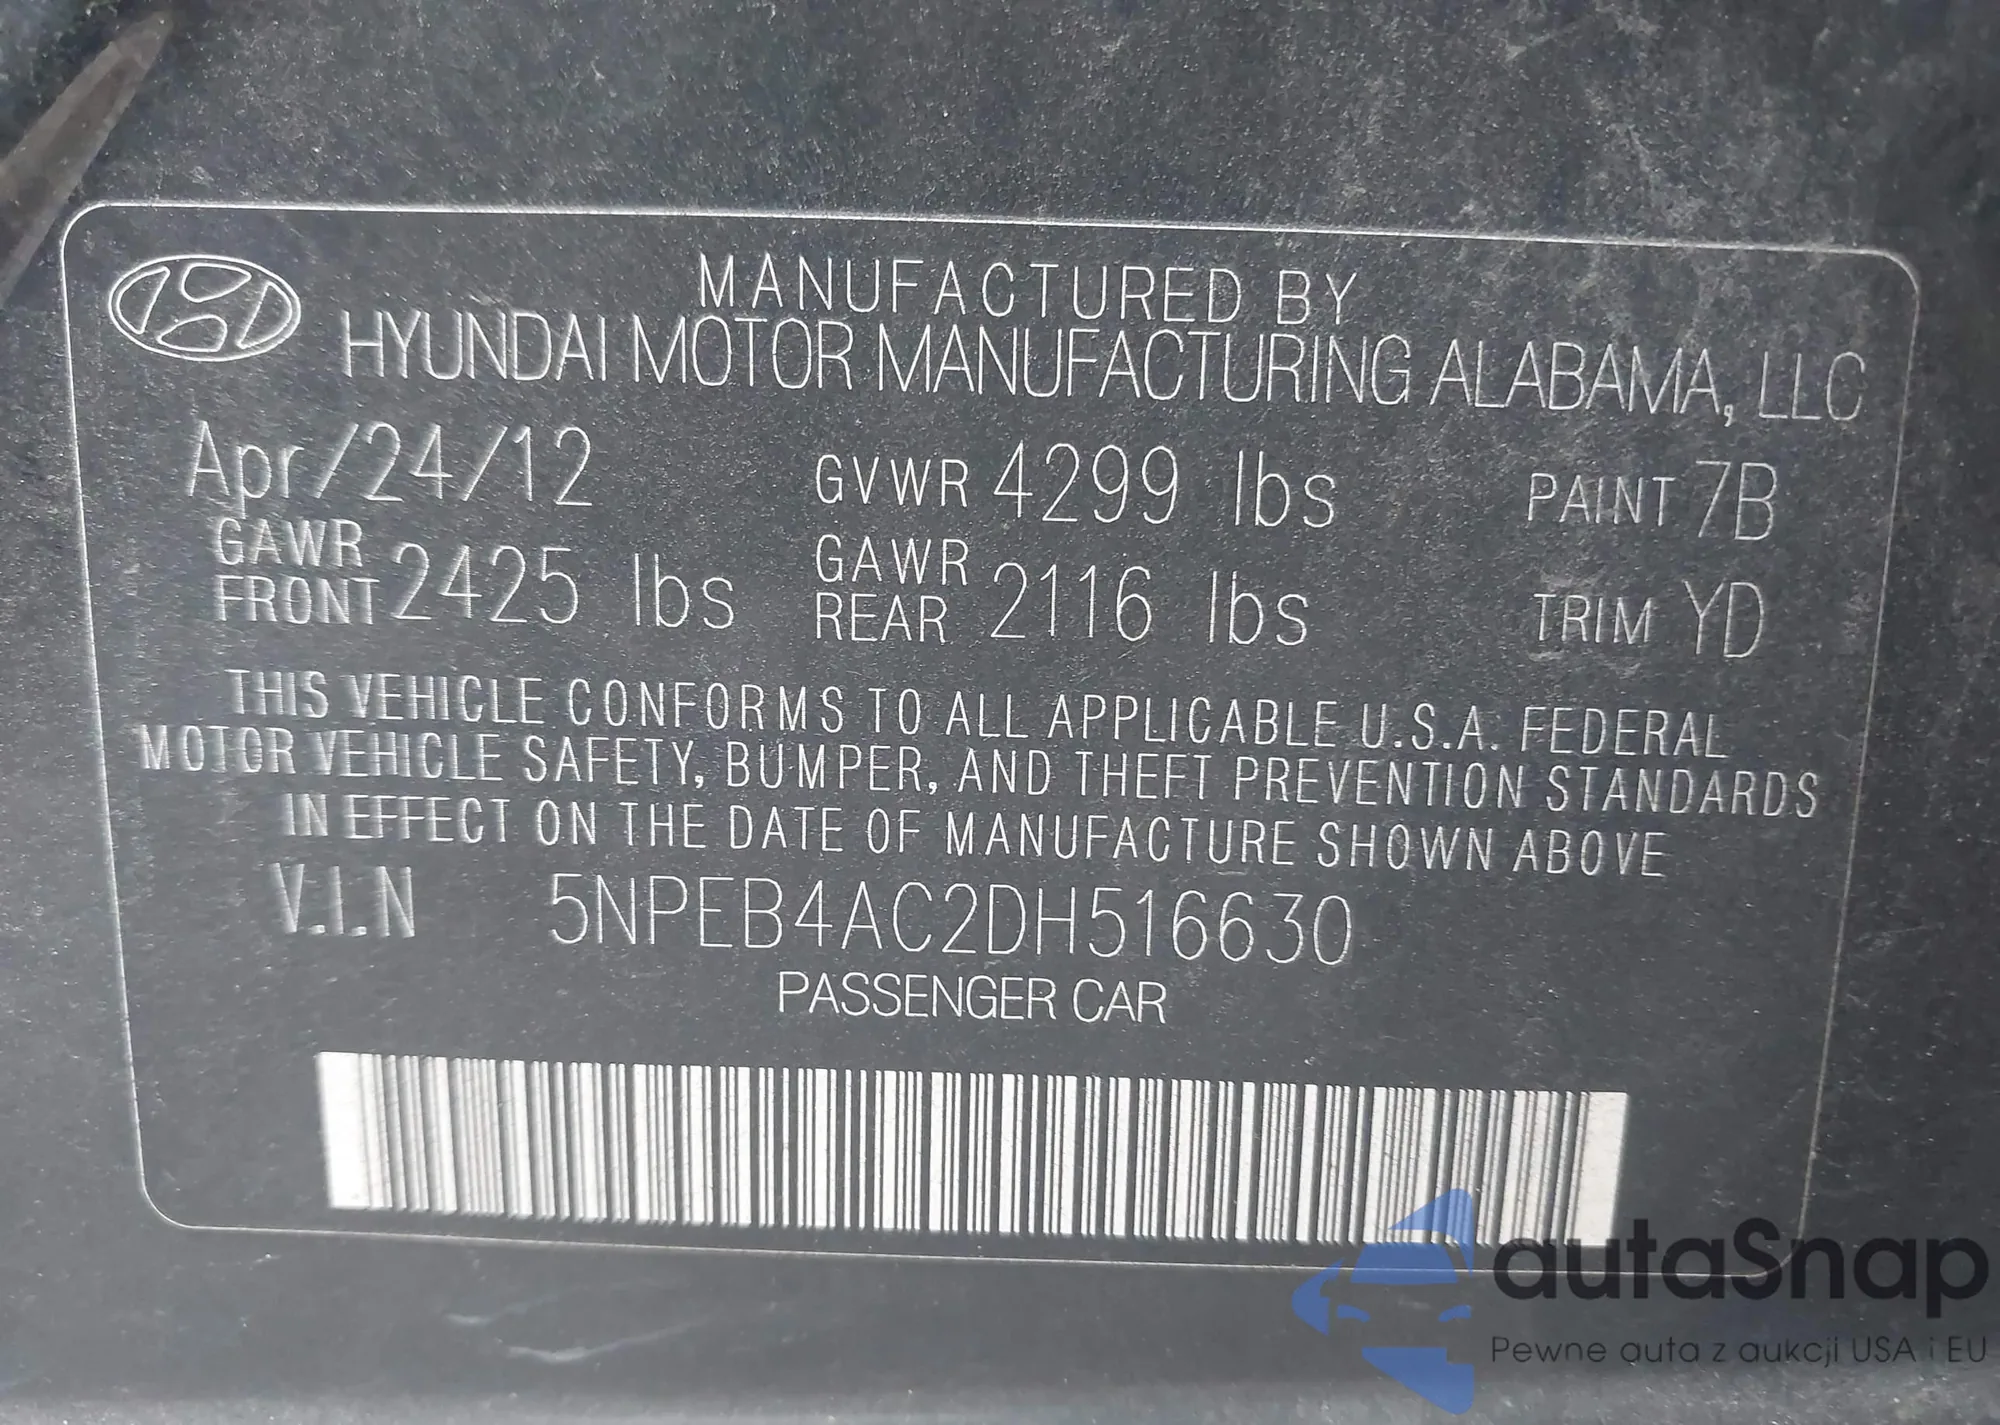 MANUFACTURED BY
HYUNDAI MOTOR MANUFACTURING ALABAMA, LLC
Apr/24/12 GVWR 4299 lbs PAINT 7B
GAWR FRONT 2425 lbs GAWR REAR 2116 lbs TRIM YD
THIS VEHICLE CONFORMS TO ALL APPLICABLE U.S.A. FEDERAL
MOTOR VEHICLE SAFETY, BUMPER, AND THEFT PREVENTION STANDARDS
IN EFFECT ON THE DATE OF MANUFACTURE SHOWN ABOVE
V.I.N 5NPEB4AC2DH516630
PASSENGER CAR
autaSnap
Pewne auta z aukcji USA i EU